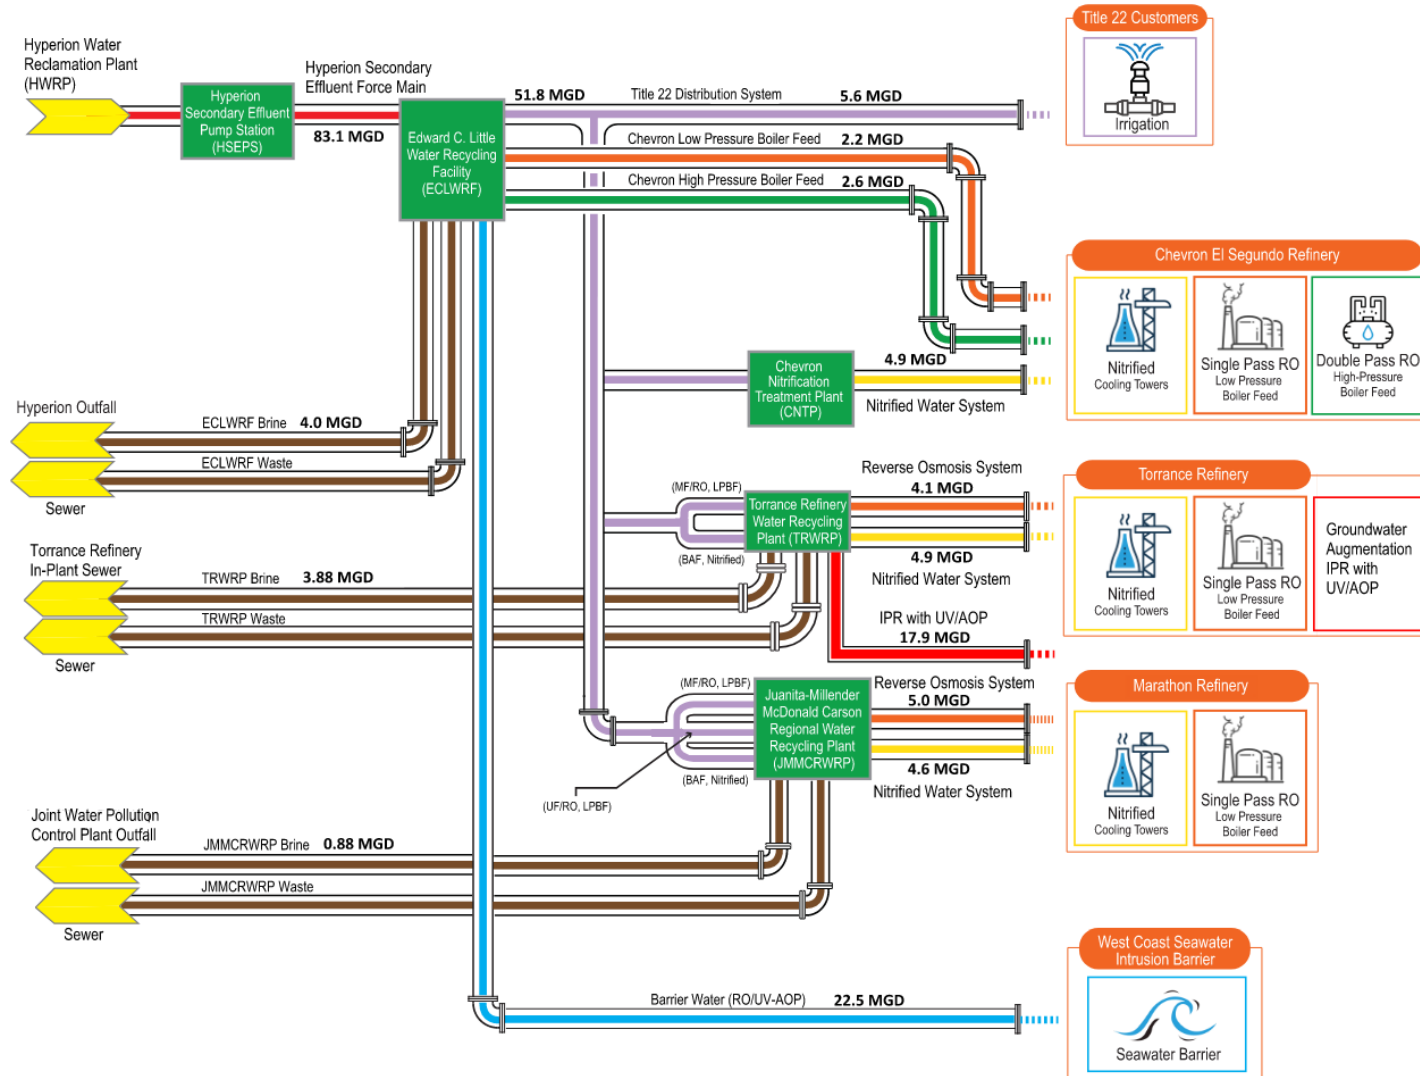 Title 22 Customers
Irrigation
Hyperion Water
Reclamation Plant
(HWRP)
Hyperion
Secondary Effluent
Pump Station
(HSEPS)
Hyperion Secondary
Effluent Force Main
83.1 MGD
Edward C. Little
Water Recycling
Facility
(ECLWRF)
51.8 MGD
Title 22 Distribution System
5.6 MGD
Chevron Low Pressure Boiler Feed
2.2 MGD
Chevron High Pressure Boiler Feed
2.6 MGD
Chevron El Segundo Refinery
Nitrified
Cooling Towers
Single Pass RO
Low Pressure
Boiler Feed
Double Pass RO
High-Pressure
Boiler Feed
Chevron
Nitrification
Treatment Plant
(CNTP)
4.9 MGD
Nitrified Water System
Hyperion Outfall
ECLWRF Brine
4.0 MGD
ECLWRF Waste
Sewer
Reverse Osmosis System
4.1 MGD
(MF/RO, LPBF)
Torrance Refinery
Water Recycling
Plant (TRWRP)
(BAF, Nitrified)
4.9 MGD
Nitrified Water System
IPR with UV/AOP
17.9 MGD
Torrance Refinery
Nitrified
Cooling Towers
Single Pass RO
Low Pressure
Boiler Feed
Groundwater
Augmentation
IPR with
UV/AOP
Torrance Refinery
In-Plant Sewer
TRWRP Brine
3.88 MGD
TRWRP Waste
Sewer
(MF/RO, LPBF)
Juanita-Millender
McDonald Carson
Regional Water
Recycling Plant
(JMMCRWRP)
(BAF, Nitrified)
(UF/RO, LPBF)
Reverse Osmosis System
5.0 MGD
4.6 MGD
Nitrified Water System
Marathon Refinery
Nitrified
Cooling Towers
Single Pass RO
Low Pressure
Boiler Feed
Joint Water Pollution
Control Plant Outfall
JMMCRWRP Brine
0.88 MGD
JMMCRWRP Waste
Sewer
Barrier Water (RO/UV-AOP)
22.5 MGD
West Coast Seawater
Intrusion Barrier
Seawater Barrier